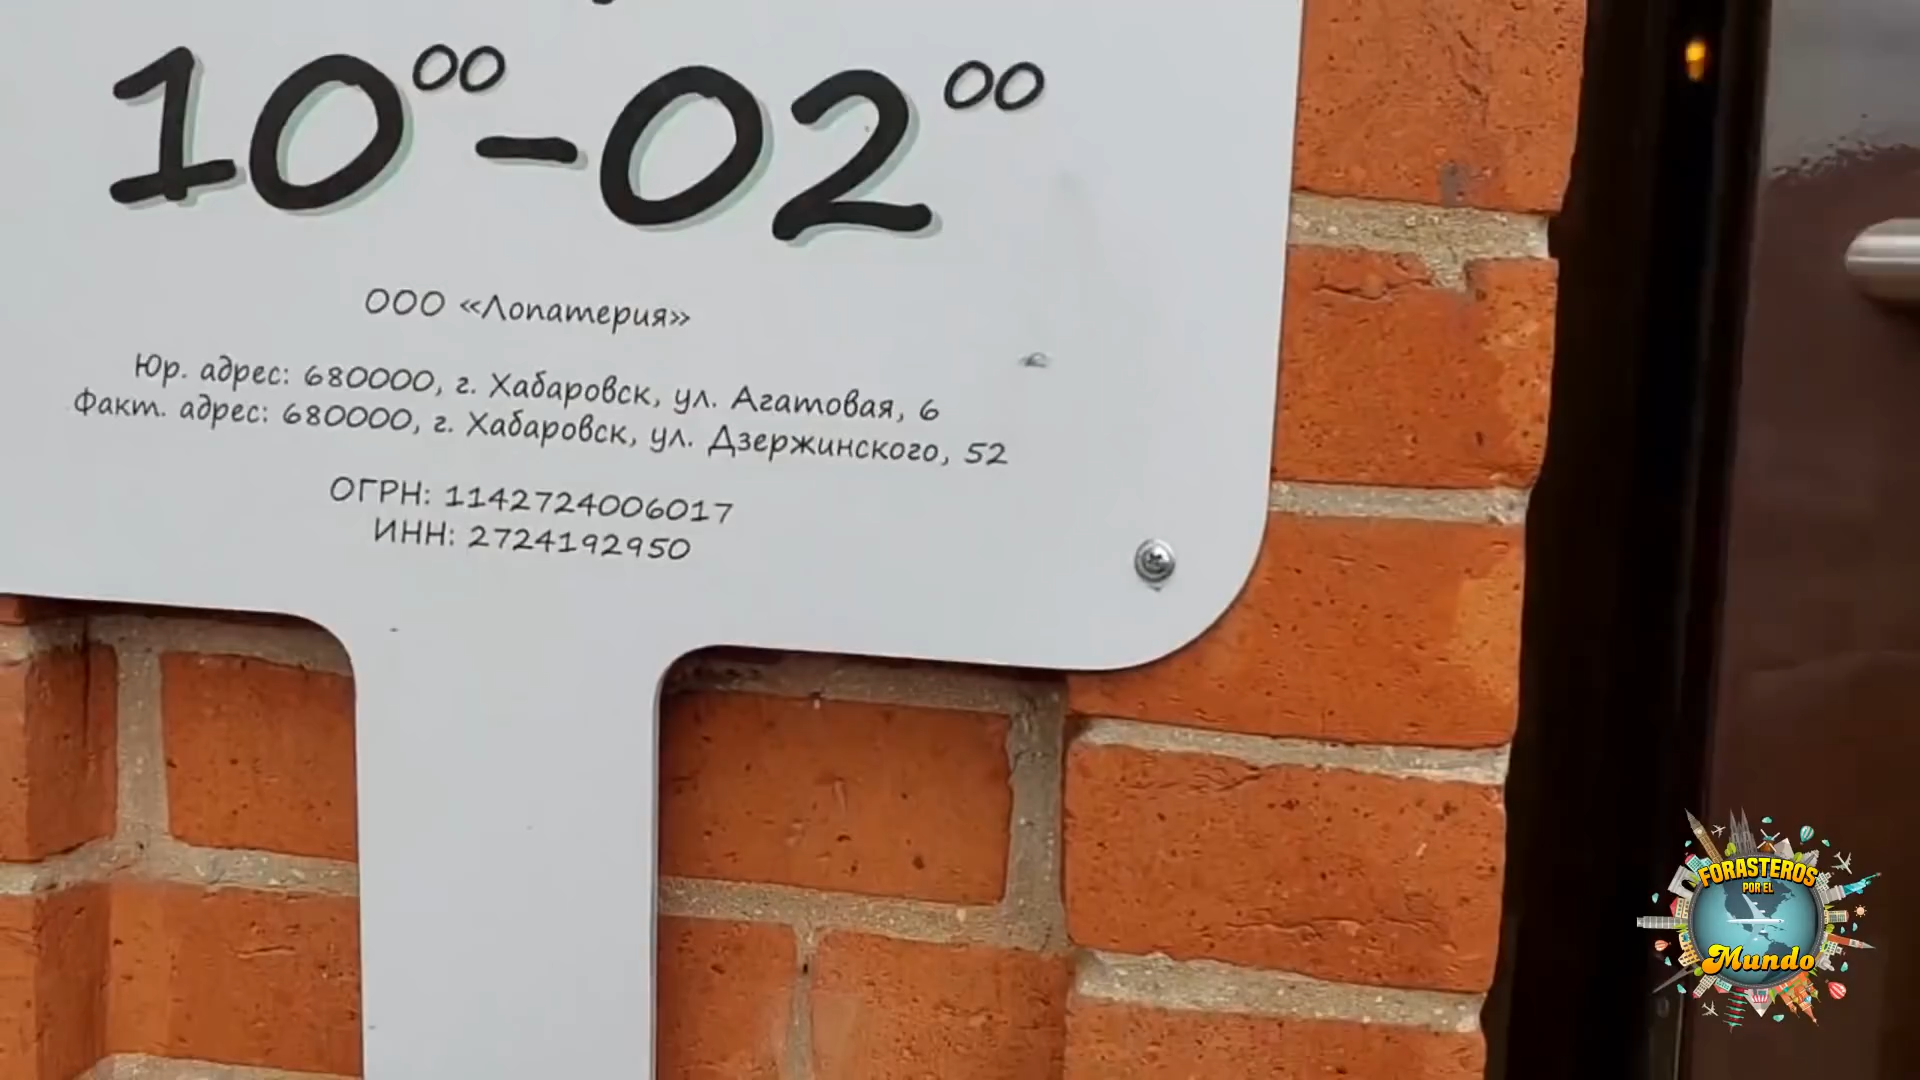 10⁰⁰-02⁰⁰
ООО «Лопатерия»
Юр. адрес: 680000, г. Хабаровск, ул. Агатовая, 6
Факт. адрес: 680000, г. Хабаровск, ул. Дзержинского, 52
ОГРН: 1142724006017
ИНН: 2724192950
FORASTEROS
POR EL
Mundo